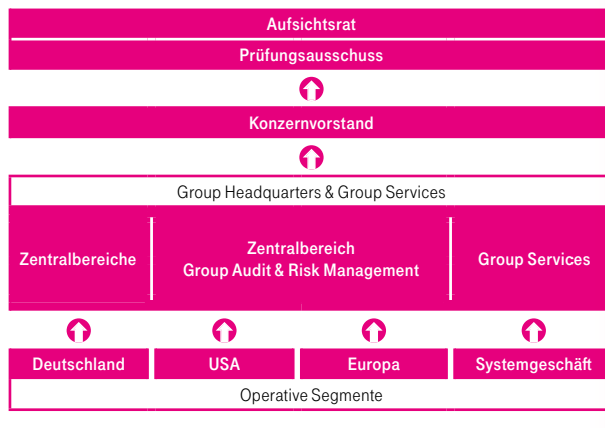 Aufsichtsrat
Prüfungsausschuss
Konzernvorstand
Group Headquarters & Group Services
Zentralbereiche
Zentralbereich
Group Audit & Risk Management
Group Services
Deutschland
USA
Europa
Systemgeschäft
Operative Segmente